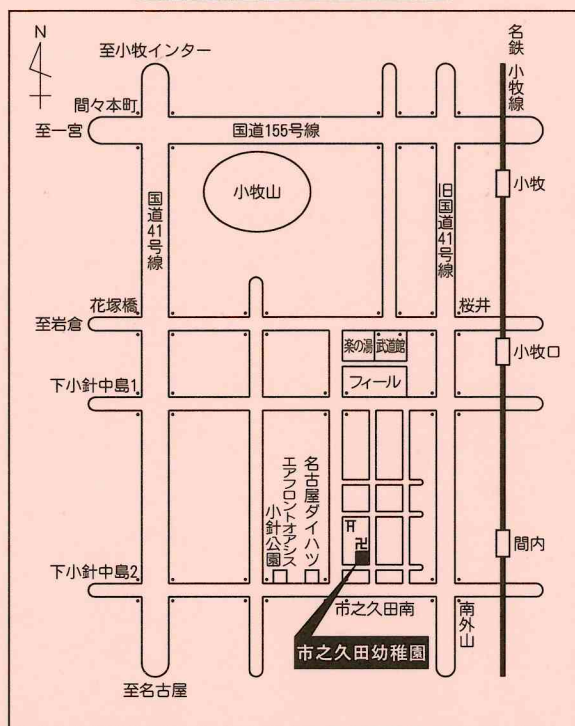 N
名鉄小牧線
至小牧インター
間々本町
至一宮
国道155号線
小牧山
小牧
国道41号線
旧国道41号線
花塚橋
桜井
至岩倉
楽の湯
武道館
小牧口
フィール
下小針中島1
名古屋ダイハツ
エアフロントオアシス
小針公園
間内
下小針中島2
市之久田南
南外山
市之久田幼稚園
至名古屋